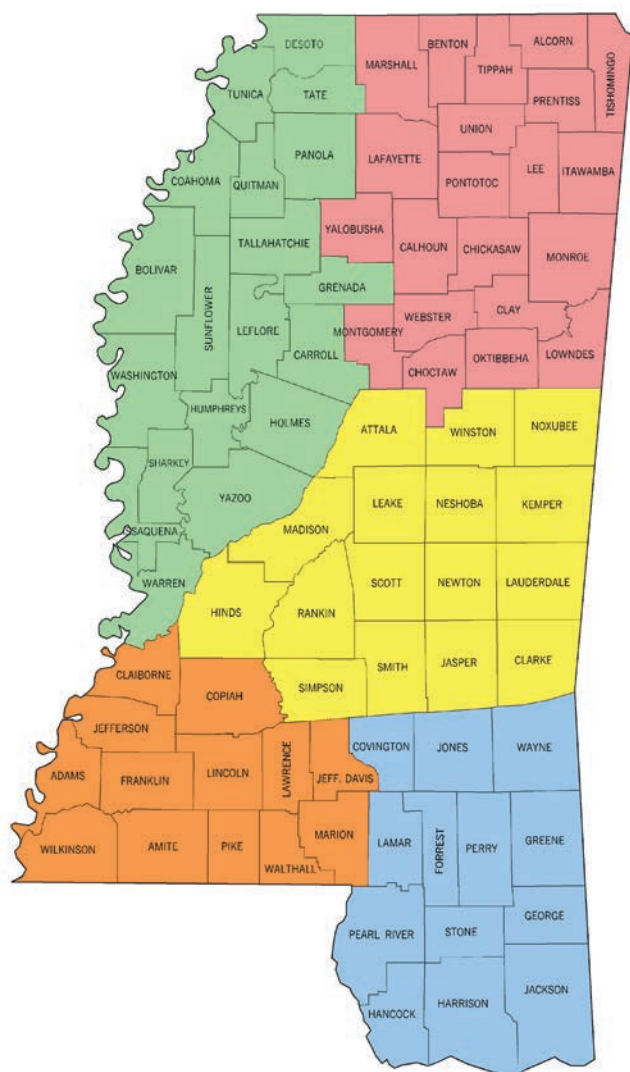 DESOTO
BENTON
ALCORN
MARSHALL
TIPPAH
TISHOMINGO
TUNICA
TATE
PRENTISS
UNION
PANOLA
LAFAYETTE
LEE
ITAWAMBA
COAHOMA
QUITMAN
PONTOTOC
YALOBUSHA
TALLAHATCHIE
CALHOUN
CHICKASAW
MONROE
BOLIVAR
SUNFLOWER
GRENADA
LEFLORE
MONTGOMERY
WEBSTER
CLAY
CARROLL
WASHINGTON
CHOCTAW
OKTIBBEHA
LOWNDES
HUMPHREYS
HOLMES
ATTALA
WINSTON
NOXUBEE
SHARKEY
YAZOO
LEAKE
NESHOBA
KEMPER
ISSAQUENA
MADISON
WARREN
SCOTT
NEWTON
LAUDERDALE
HINDS
RANKIN
SMITH
JASPER
CLARKE
CLAIBORNE
COPIAH
SIMPSON
JEFFERSON
COVINGTON
JONES
WAYNE
ADAMS
FRANKLIN
LINCOLN
LAWRENCE
JEFF. DAVIS
WILKINSON
AMITE
PIKE
MARION
WALTHALL
LAMAR
FORREST
PERRY
GREENE
GEORGE
PEARL RIVER
STONE
JACKSON
HANCOCK
HARRISON